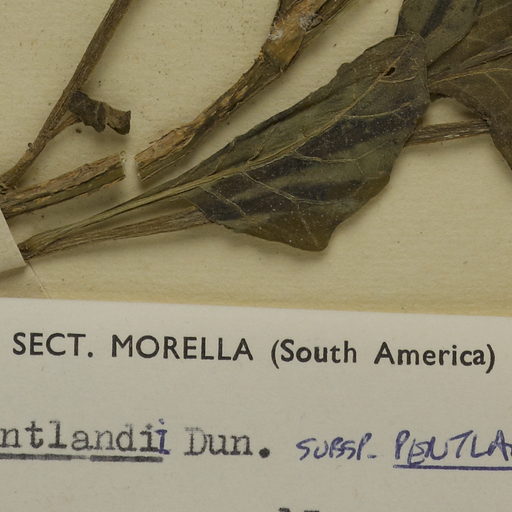 SECT. MORELLA (South America)
ntlandii Dun. SUBSP. PENTLA